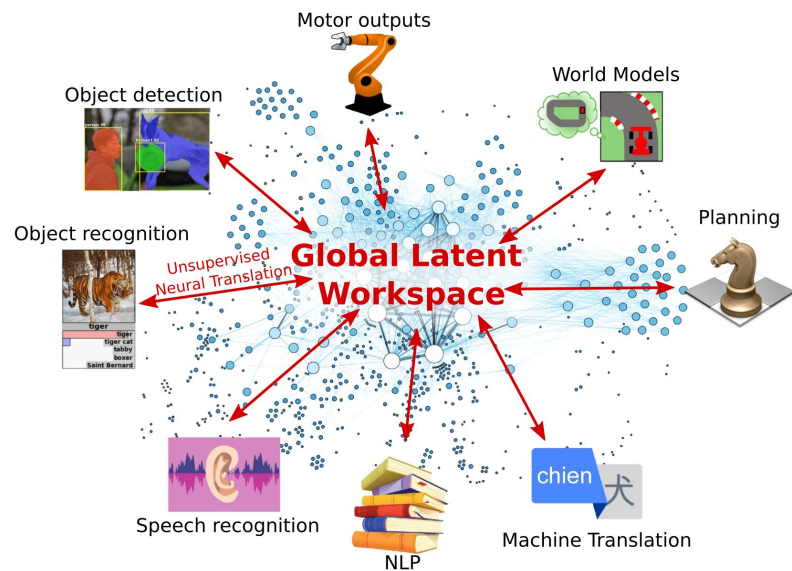 Motor outputs
Object detection
World Models
Planning
Object recognition
Unsupervised
Neural Translation
Global Latent
Workspace
tiger
tiger
tiger cat
tabby
boxer
Saint Bernard
Speech recognition
NLP
chien
犬
Machine Translation